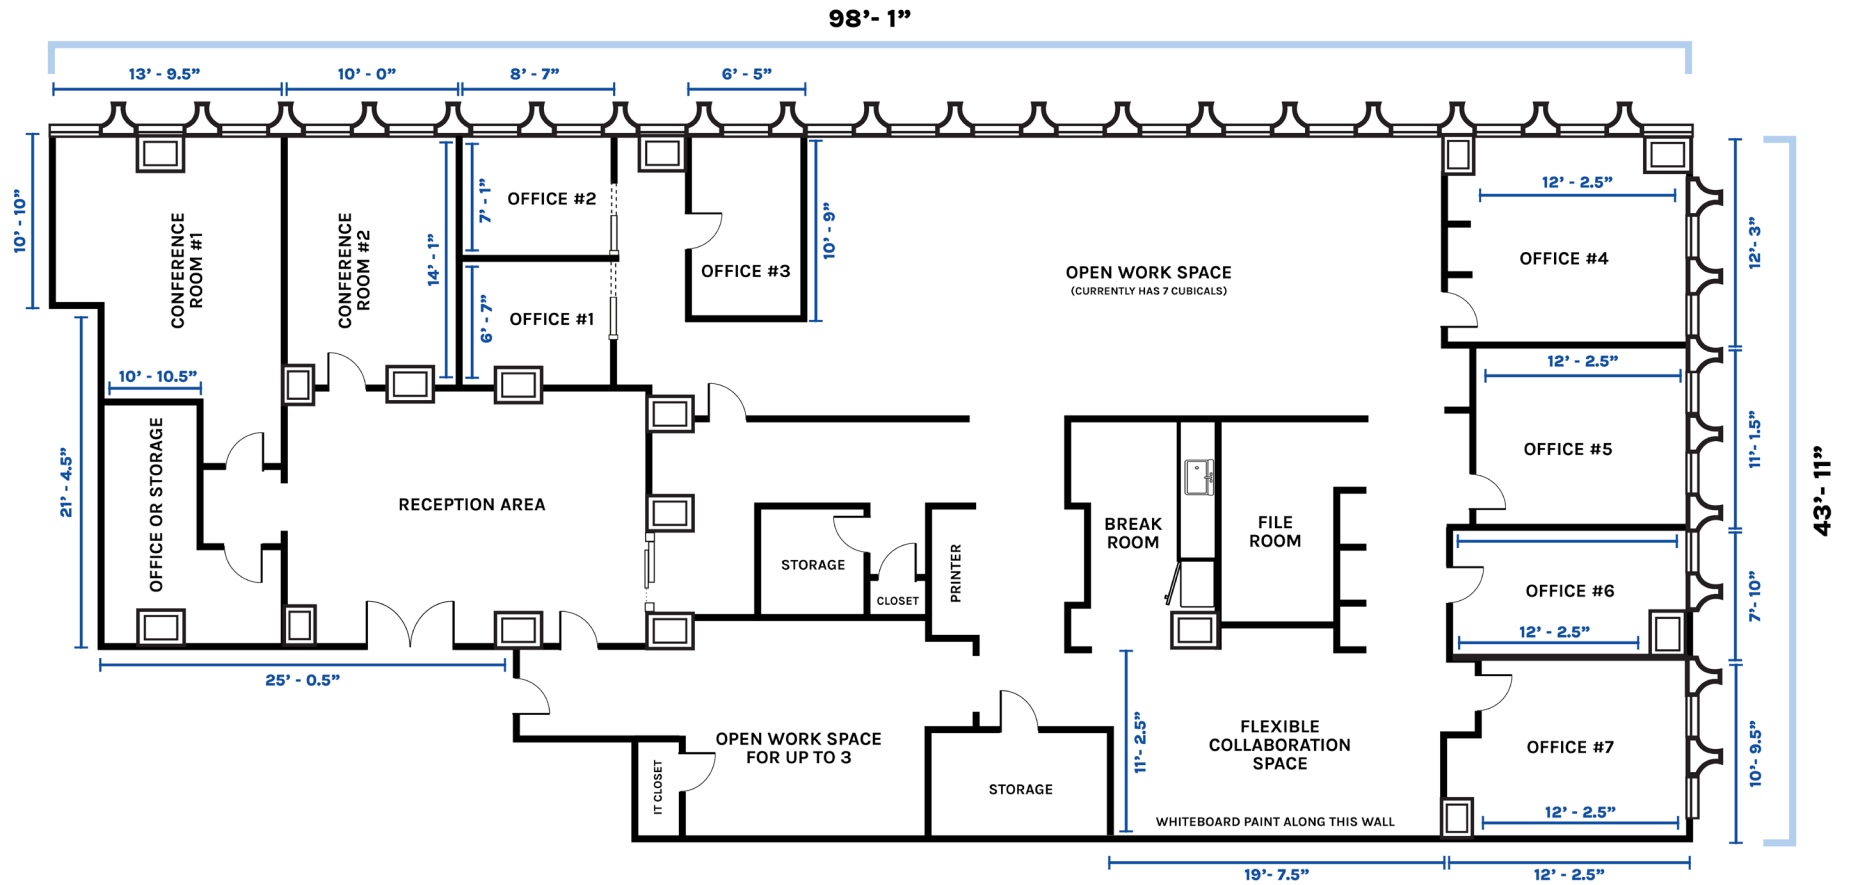 98’- 1”
13’ - 9.5”
10’ - 0”
8’ - 7”
6’ - 5”
10’ - 10”
CONFERENCE
ROOM #1
CONFERENCE
ROOM #2
14’ - 1”
7’ - 1”
OFFICE #2
6’ - 7”
OFFICE #1
OFFICE #3
10’ - 9”
OPEN WORK SPACE
(CURRENTLY HAS 7 CUBICALS)
12’ - 2.5”
OFFICE #4
12’- 3”
10’ - 10.5”
21’ - 4.5”
OFFICE OR STORAGE
RECEPTION AREA
12’ - 2.5”
OFFICE #5
11’- 1.5”
43’- 11”
STORAGE
CLOSET
PRINTER
BREAK
ROOM
FILE
ROOM
OFFICE #6
12’ - 2.5”
7’- 10”
25’ - 0.5”
IT CLOSET
OPEN WORK SPACE
FOR UP TO 3
STORAGE
11’- 2.5”
FLEXIBLE
COLLABORATION
SPACE
WHITEBOARD PAINT ALONG THIS WALL
OFFICE #7
12’ - 2.5”
10’- 9.5”
19’- 7.5”
12’ - 2.5”